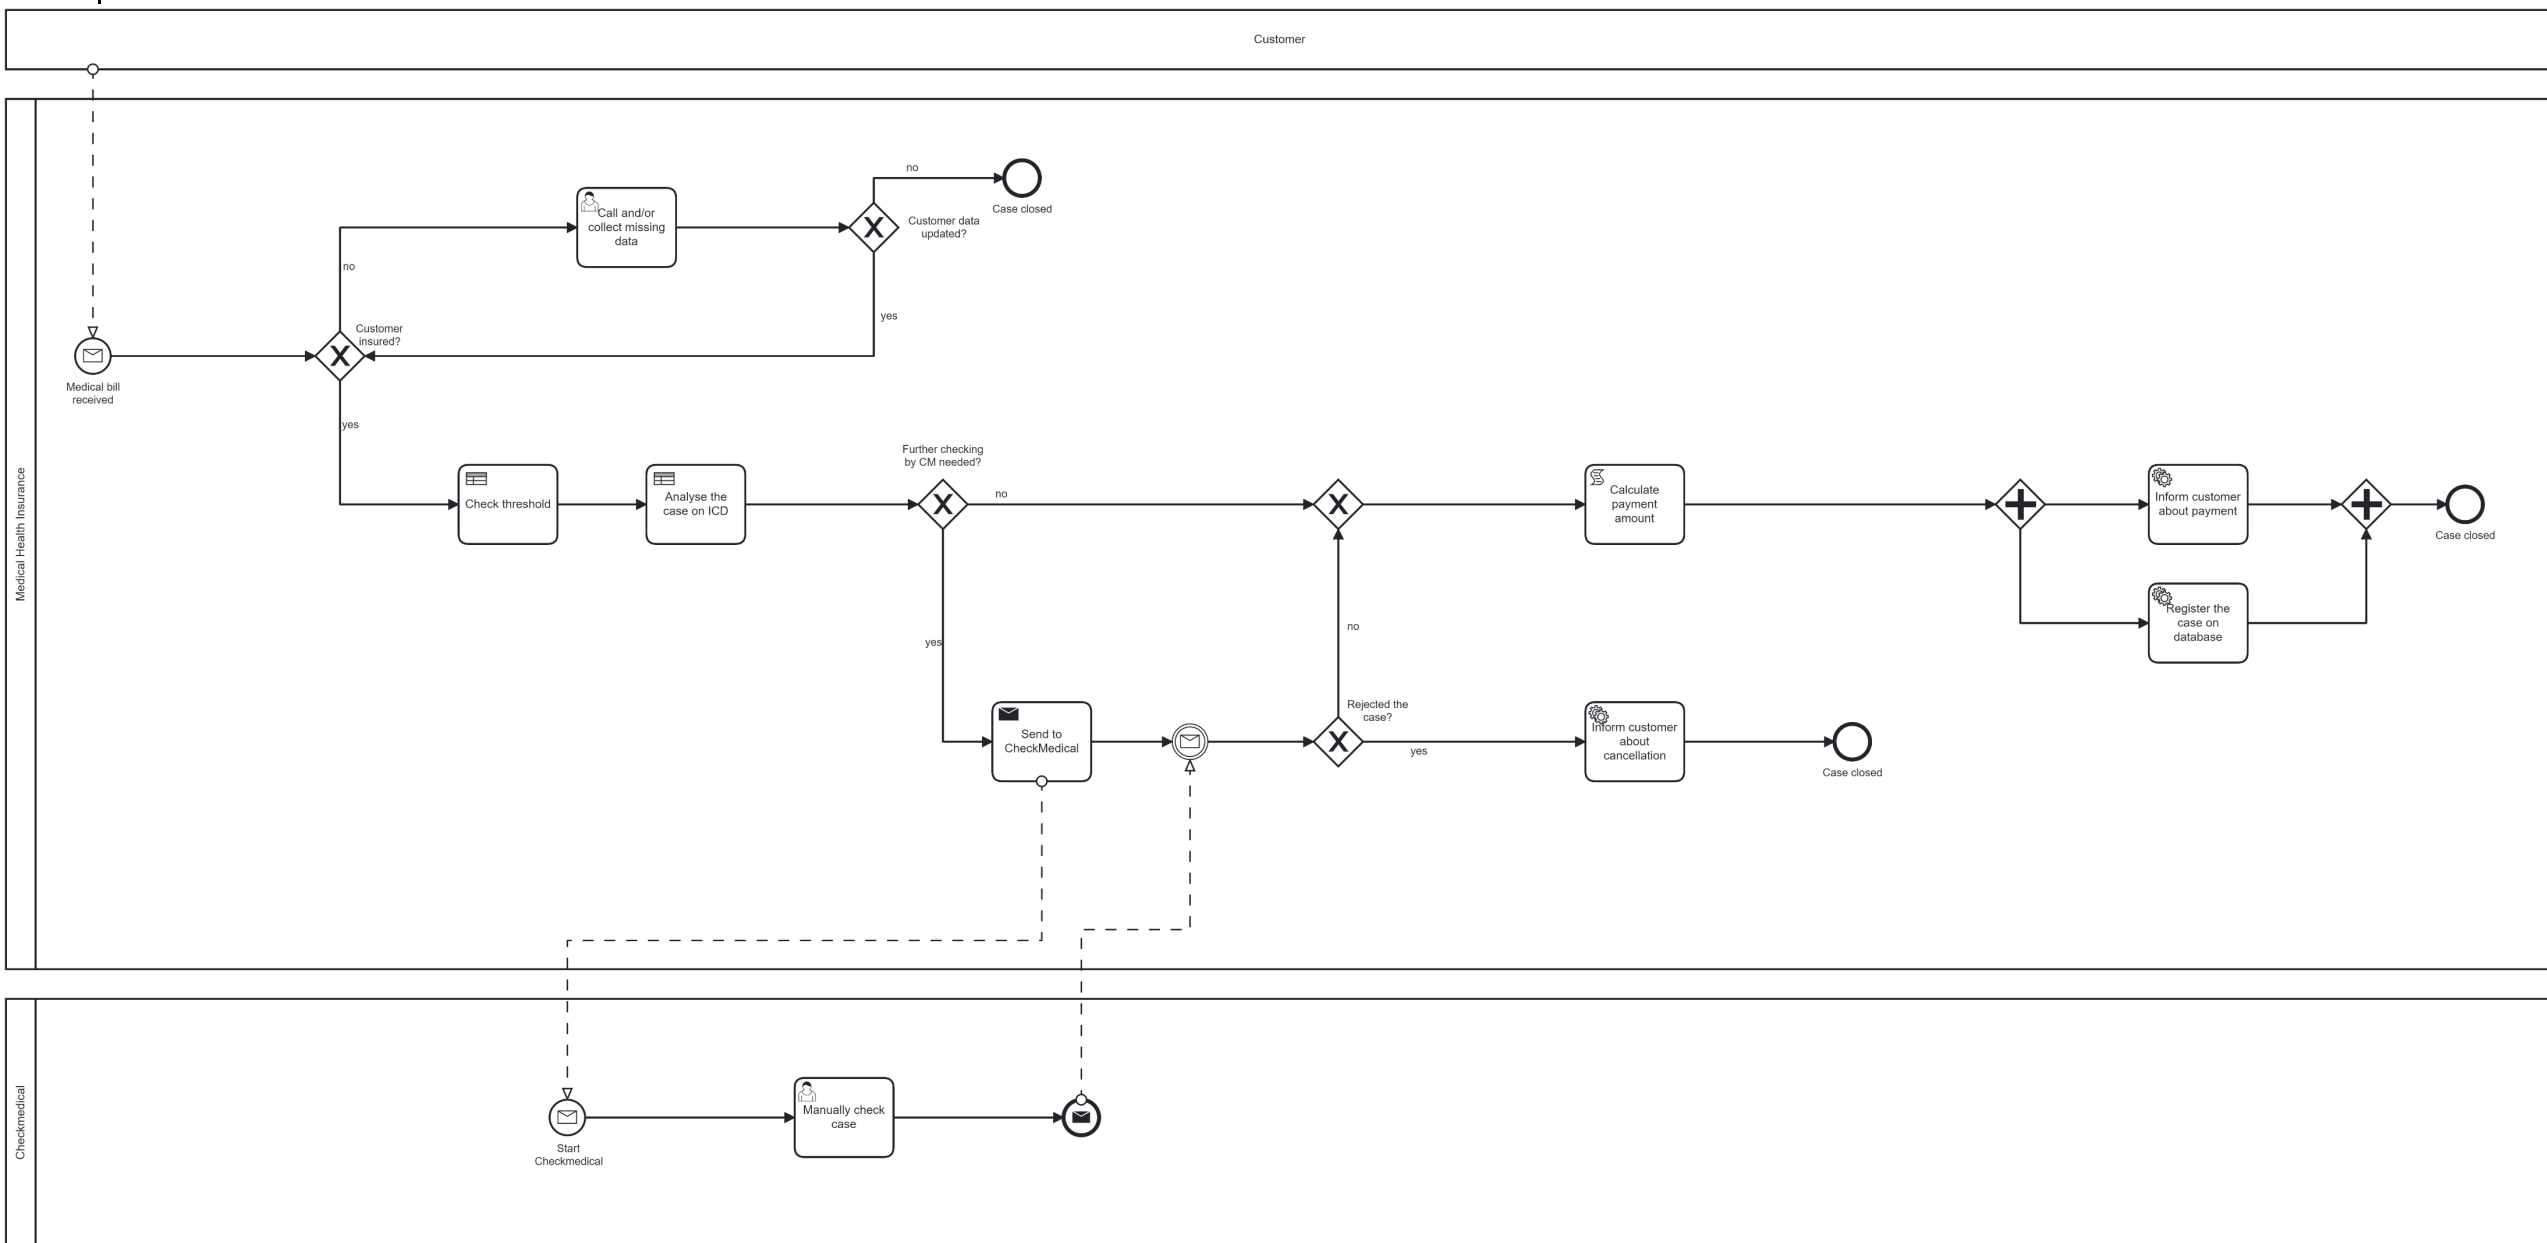 Customer
Medical Health Insurance
no
Case closed
Call and/or
collect missing
data
Customer data
updated?
no
yes
Customer
insured?
Medical bill
received
yes
Check threshold
Analyse the
case on ICD
Further checking
by CM needed?
no
Calculate
payment
amount
Inform customer
about payment
Case closed
Register the
case on
database
yes
no
Send to
CheckMedical
Rejected the
case?
yes
Inform customer
about
cancellation
Case closed
Checkmedical
Start
Checkmedical
Manually check
case